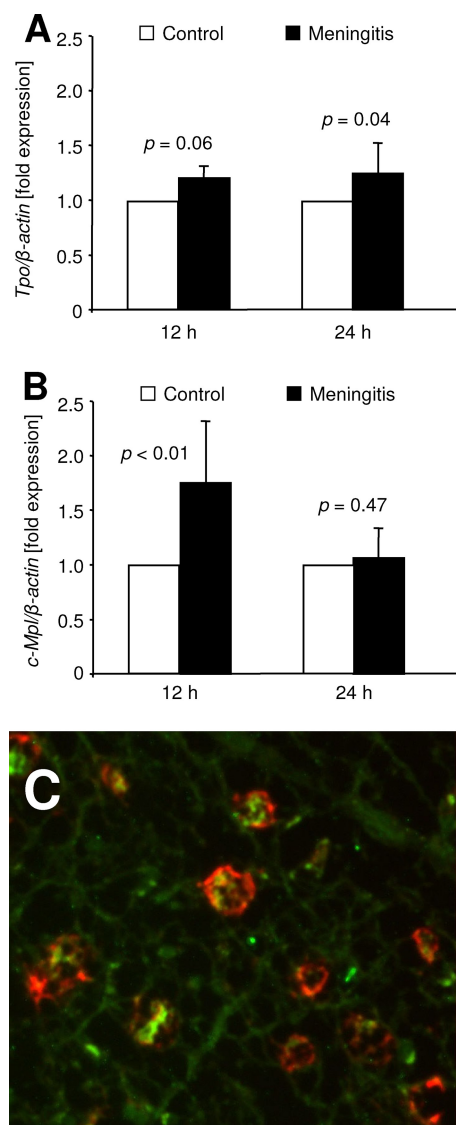 A
Control
Meningitis
Tpo/β-actin [fold expression]
2.5
2.0
1.5
1.0
0.5
0
p = 0.06
p = 0.04
12 h
24 h
B
Control
Meningitis
c-Mpl/β-actin [fold expression]
2.5
2.0
1.5
1.0
0.5
0
p < 0.01
p = 0.47
12 h
24 h
C